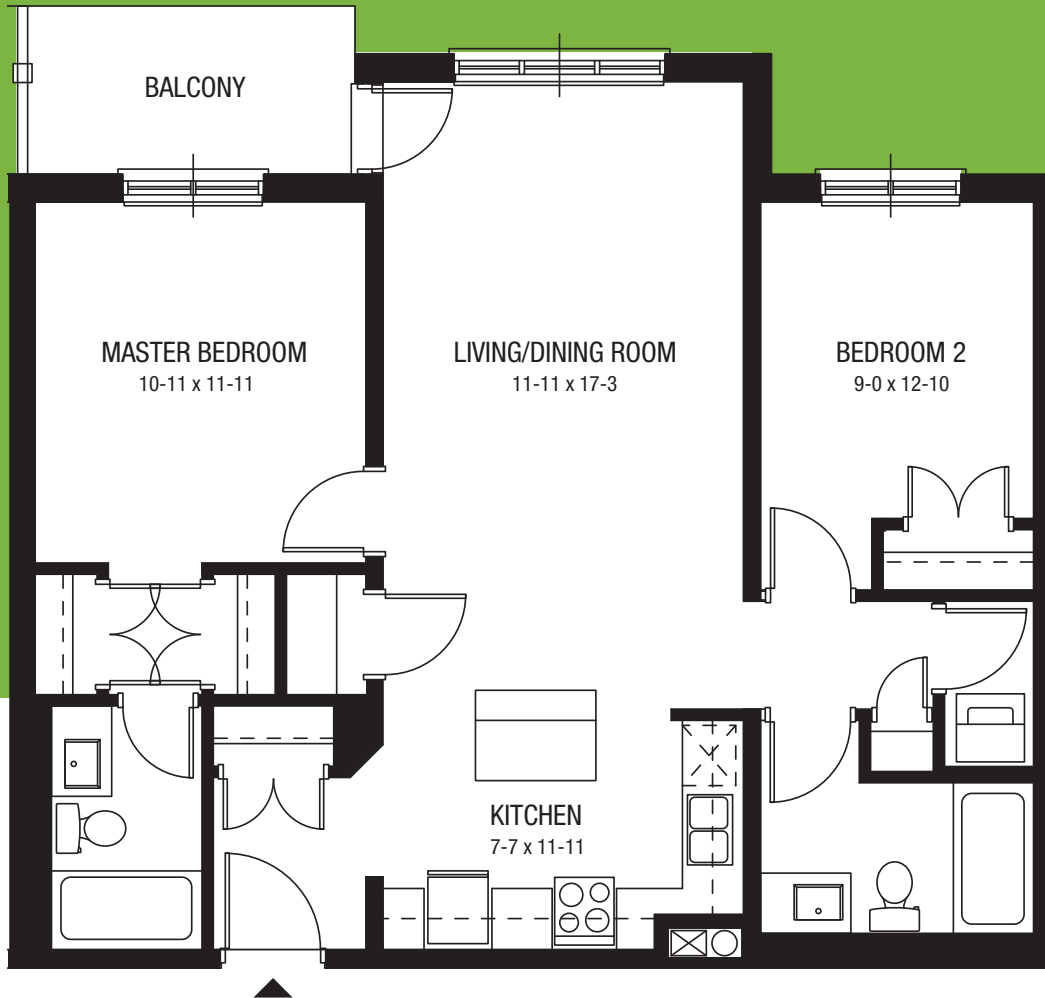 BALCONY
MASTER BEDROOM
10-11 x 11-11
LIVING/DINING ROOM
11-11 x 17-3
BEDROOM 2
9-0 x 12-10
KITCHEN
7-7 x 11-11